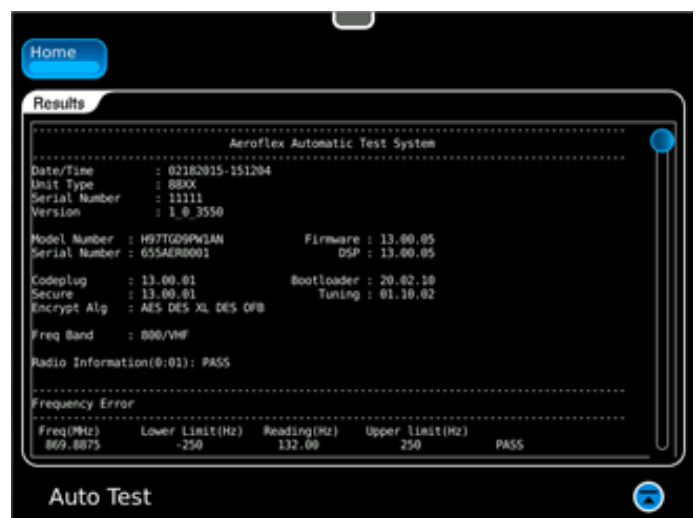 Home
Results
Aeroflex Automatic Test System
Date/Time : 02182015-151204
Unit Type : 88XX
Serial Number : 11111
Version : 1_0_3550
Model Number : H97TGD9PW1AN Firmware : 13.00.05
Serial Number : 655AER0001 DSP : 13.00.05
Codeplug : 13.00.01 Bootloader : 20.02.10
Secure : 13.00.01 Tuning : 01.10.02
Encrypt Alg : AES DES XL DES OFB
Freq Band : 800/VHF
Radio Information(0:01): PASS
Frequency Error
Freq(MHz) Lower Limit(Hz) Reading(Hz) Upper limit(Hz)
869.8875 -250 132.00 250 PASS
Auto Test